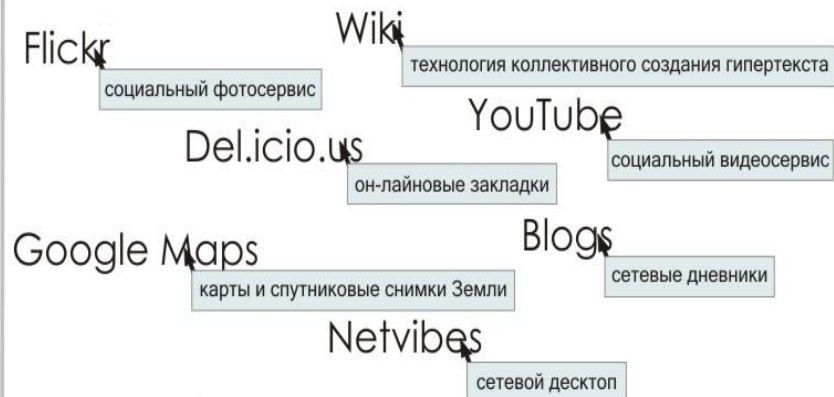 Flickr
социальный фотосервис
Wiki
технология коллективного создания гипертекста
Del.icio.us
он-лайновые закладки
YouTube
социальный видеосервис
Google Maps
карты и спутниковые снимки Земли
Blogs
сетевые дневники
Netvibes
сетевой десктоп